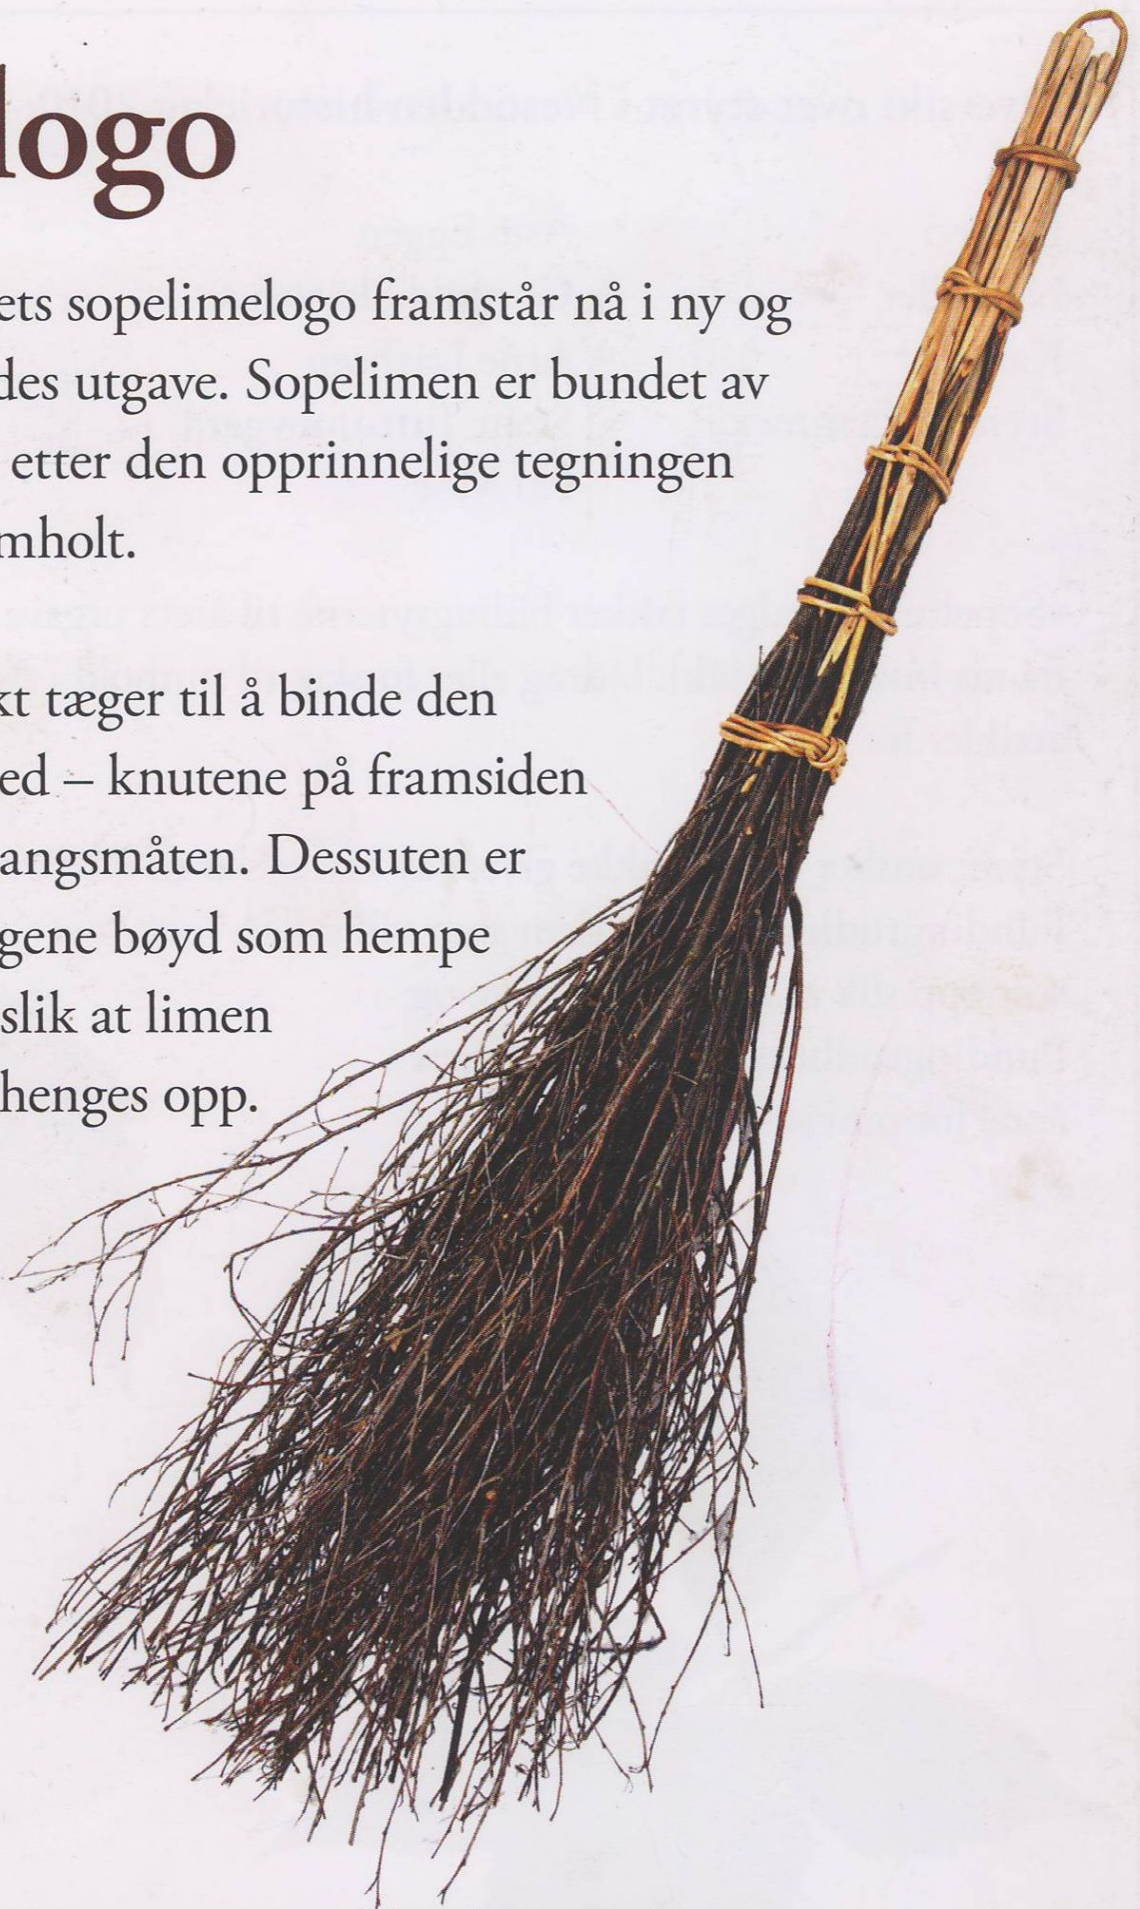 logo
ets sopelimelogo framstår nå i ny og
des utgave. Sopelimen er bundet av
etter den opprinnelige tegningen
mholt.
kt tæger til å binde den
ed – knutene på framsiden
angsmåten. Dessuten er
gene bøyd som hempe
slik at limen
henges opp.